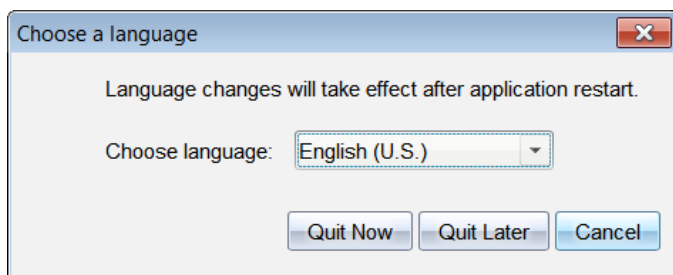 Choose a language
Language changes will take effect after application restart.
Choose language: English (U.S.)
Quit Now Quit Later Cancel